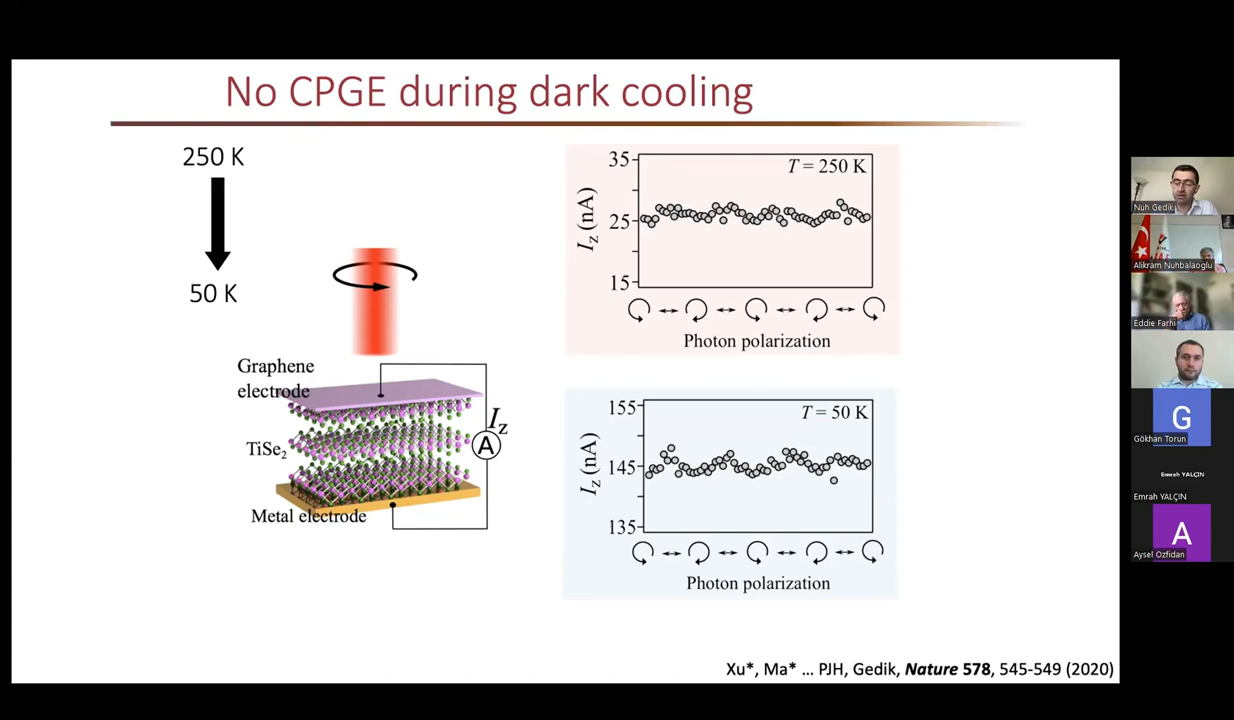 No CPGE during dark cooling
250 K
50 K
Graphene
electrode
TiSe2
Metal electrode
Iz
A
T = 250 K
35
25
15
Iz (nA)
Photon polarization
T = 50 K
155
145
135
Iz (nA)
Photon polarization
Xu*, Ma* ... PJH, Gedik, Nature 578, 545-549 (2020)
Nuh Gedik
Alikram Nuhbalaoglu
Eddie Farhi
G
Gökhan Torun
Emrah YALÇIN
Emrah YALÇIN
A
Aysel Ozfidan